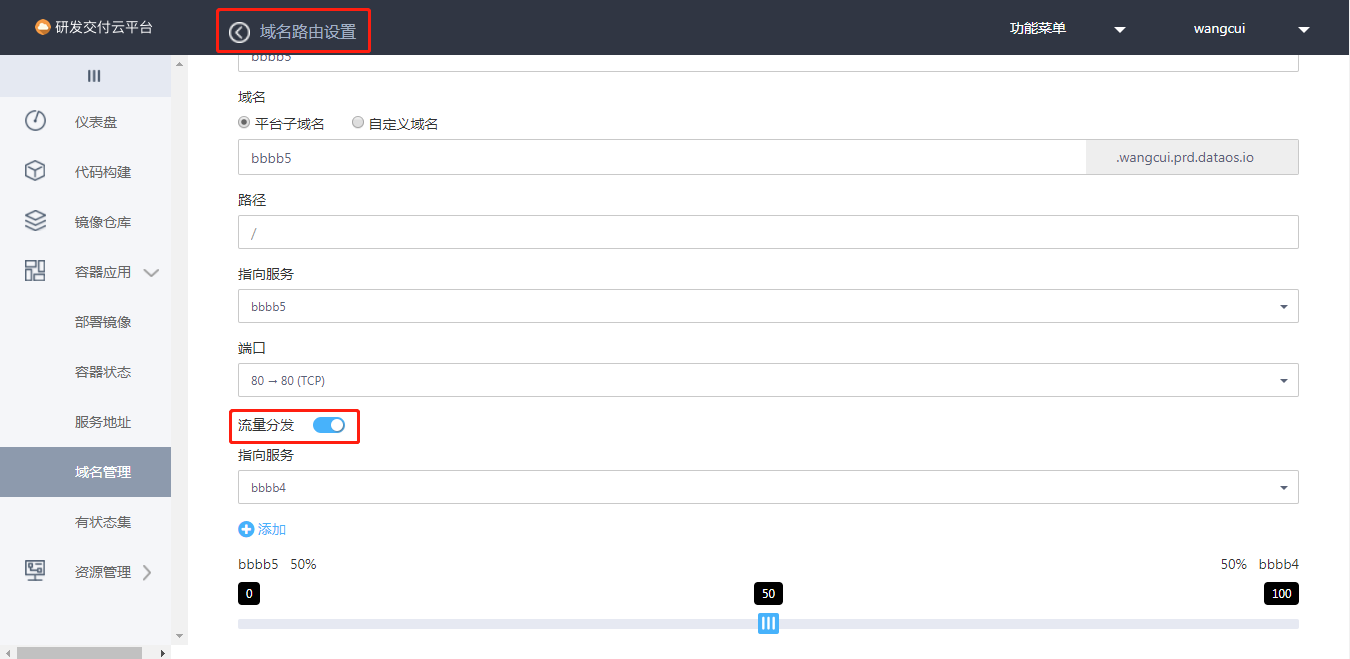 研发交付云平台
域名路由设置
功能菜单
wangcui
仪表盘
代码构建
镜像仓库
容器应用
部署镜像
容器状态
服务地址
域名管理
有状态集
资源管理
bbbb5
域名
平台子域名 自定义域名
bbbb5 .wangcui.prd.dataos.io
路径
/
指向服务
bbbb5
端口
80 → 80 (TCP)
流量分发
指向服务
bbbb4
添加
bbbb5 50% 50% bbbb4
0 50 100